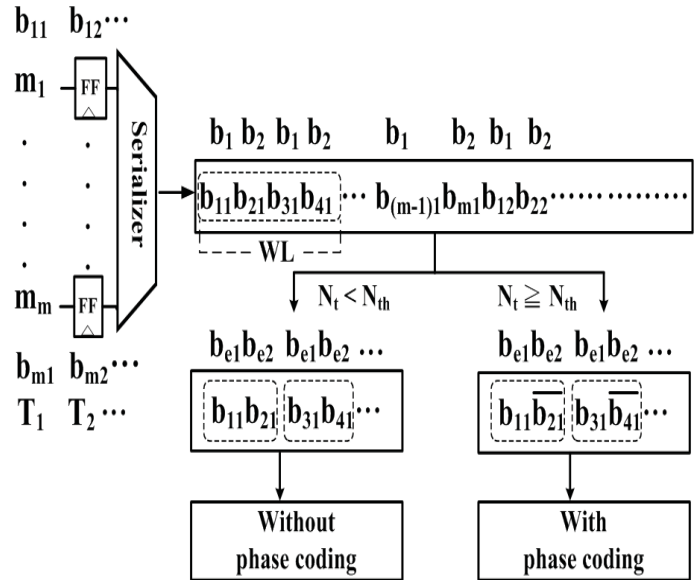 b₁₁ b₁₂ ···
m₁ FF
Serializer
b₁ b₂ b₁ b₂ b₁ b₂ b₁ b₂
b₁₁b₂₁b₃₁b₄₁ ··· b₍ₘ₋₁₎₁bₘ₁b₁₂b₂₂ ·····················
WL
mₘ FF
Nₜ < Nₜₕ Nₜ ≧ Nₜₕ
bₘ₁ bₘ₂ ···
T₁ T₂ ···
bₑ₁bₑ₂ bₑ₁bₑ₂ ··· bₑ₁bₑ₂ bₑ₁bₑ₂ ···
b₁₁b₂₁ b₃₁b₄₁ ··· b₁₁b̅₂₁ b₃₁b̅₄₁ ···
Without
phase coding
With
phase coding